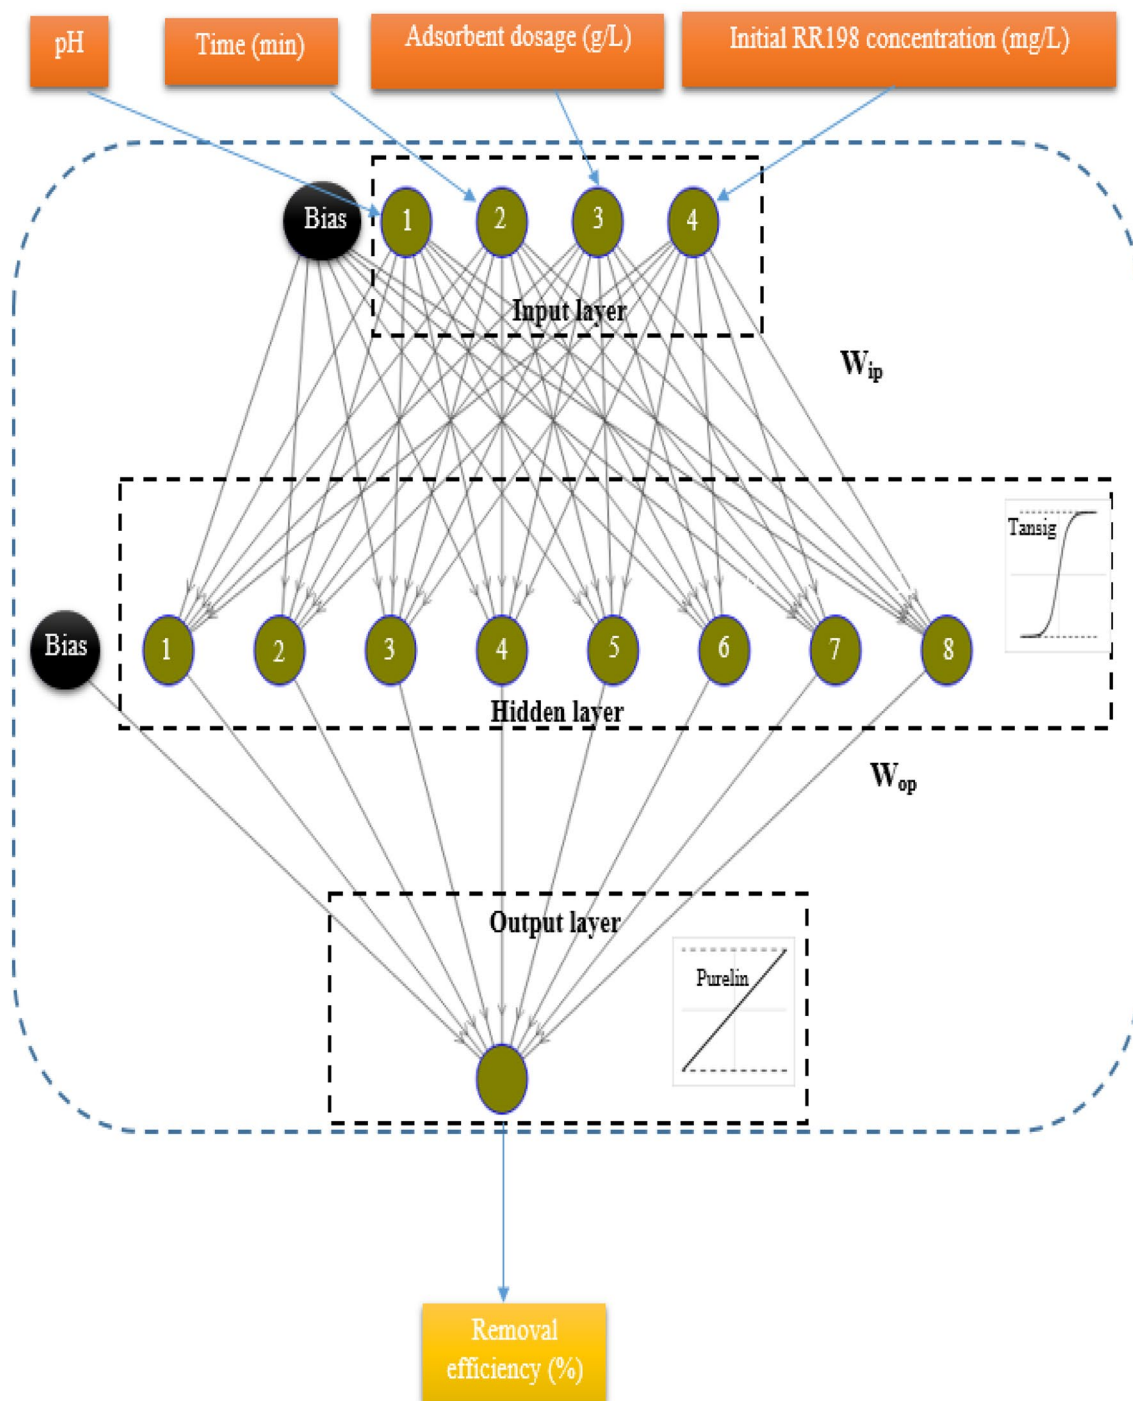 pH
Time (min)
Adsorbent dosage (g/L)
Initial RR198 concentration (mg/L)
Bias
1
2
3
4
Input layer
Wip
Tansig
Bias
1
2
3
4
5
6
7
8
Hidden layer
Wop
Output layer
Purelin
Removal
efficiency (%)